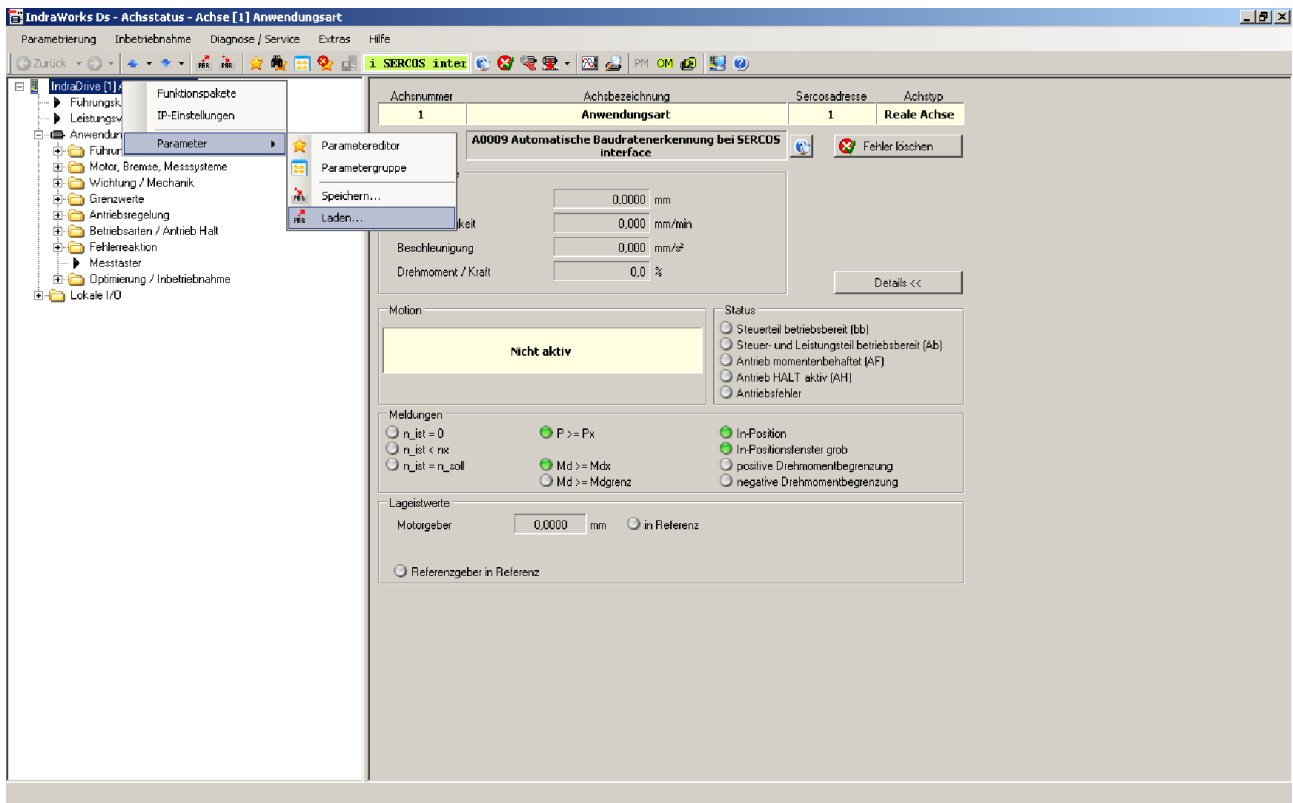 IndraWorks Ds - Achsstatus - Achse [1] Anwendungsart
Parametrierung Inbetriebnahme Diagnose / Service Extras Hilfe
Zurück i SERCOS inter PM OM
IndraDrive [1]
Führungsk
Leistungsv
Anwendun
Führun
Motor, Bremse, Messsysteme
Wichtung / Mechanik
Grenzwerte
Antriebsregelung
Betriebsarten / Antrieb Halt
Fehlerreaktion
Messtaster
Optimierung / Inbetriebnahme
Lokale I/O
Funktionspakete
IP-Einstellungen
Parameter
Parametereditor
Parametergruppe
Speichern...
Laden...
Achsnummer Achsbezeichnung Sercosadresse Achstyp
1 Anwendungsart 1 Reale Achse
A0009 Automatische Baudratenerkennung bei SERCOS
interface
Fehler löschen
0,0000 mm
keit 0,000 mm/min
Beschleunigung 0,000 mm/s²
Drehmoment / Kraft 0,0 %
Details <<
Motion
Nicht aktiv
Status
Steuerteil betriebsbereit (bb)
Steuer- und Leistungsteil betriebsbereit (Ab)
Antrieb momentenbehaftet (AF)
Antrieb HALT aktiv (AH)
Antriebsfehler
Meldungen
n_ist = 0 P >= Px In-Position
n_ist < nx In-Positionsfenster grob
n_ist = n_soll Md >= Mdx positive Drehmomentbegrenzung
Md >= Mdgrenz negative Drehmomentbegrenzung
Lageistwerte
Motorgeber 0,0000 mm in Referenz
Referenzgeber in Referenz